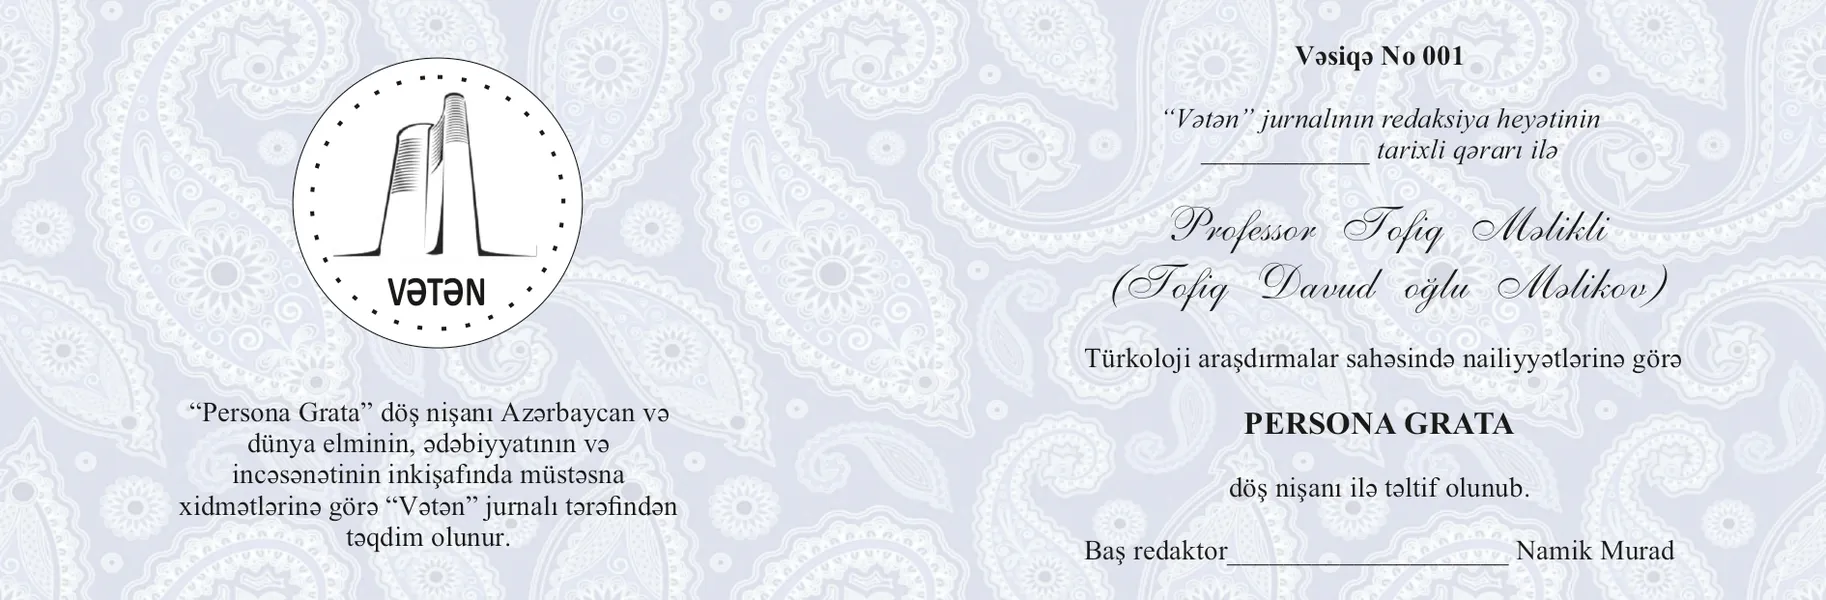 VƏTƏN
“Persona Grata” döş nişanı Azərbaycan və
dünya elminin, ədəbiyyatının və
incəsənətinin inkişafında müstəsna
xidmətlərinə görə “Vətən” jurnalı tərəfindən
təqdim olunur.
Vəsiqə No 001
“Vətən” jurnalının redaksiya heyətinin
____________ tarixli qərarı ilə
Professor Tofiq Məlikli
(Tofiq Davud oğlu Məlikov)
Türkoloji araşdırmalar sahəsində nailiyyətlərinə görə
PERSONA GRATA
döş nişanı ilə təltif olunub.
Baş redaktor____________________ Namik Murad